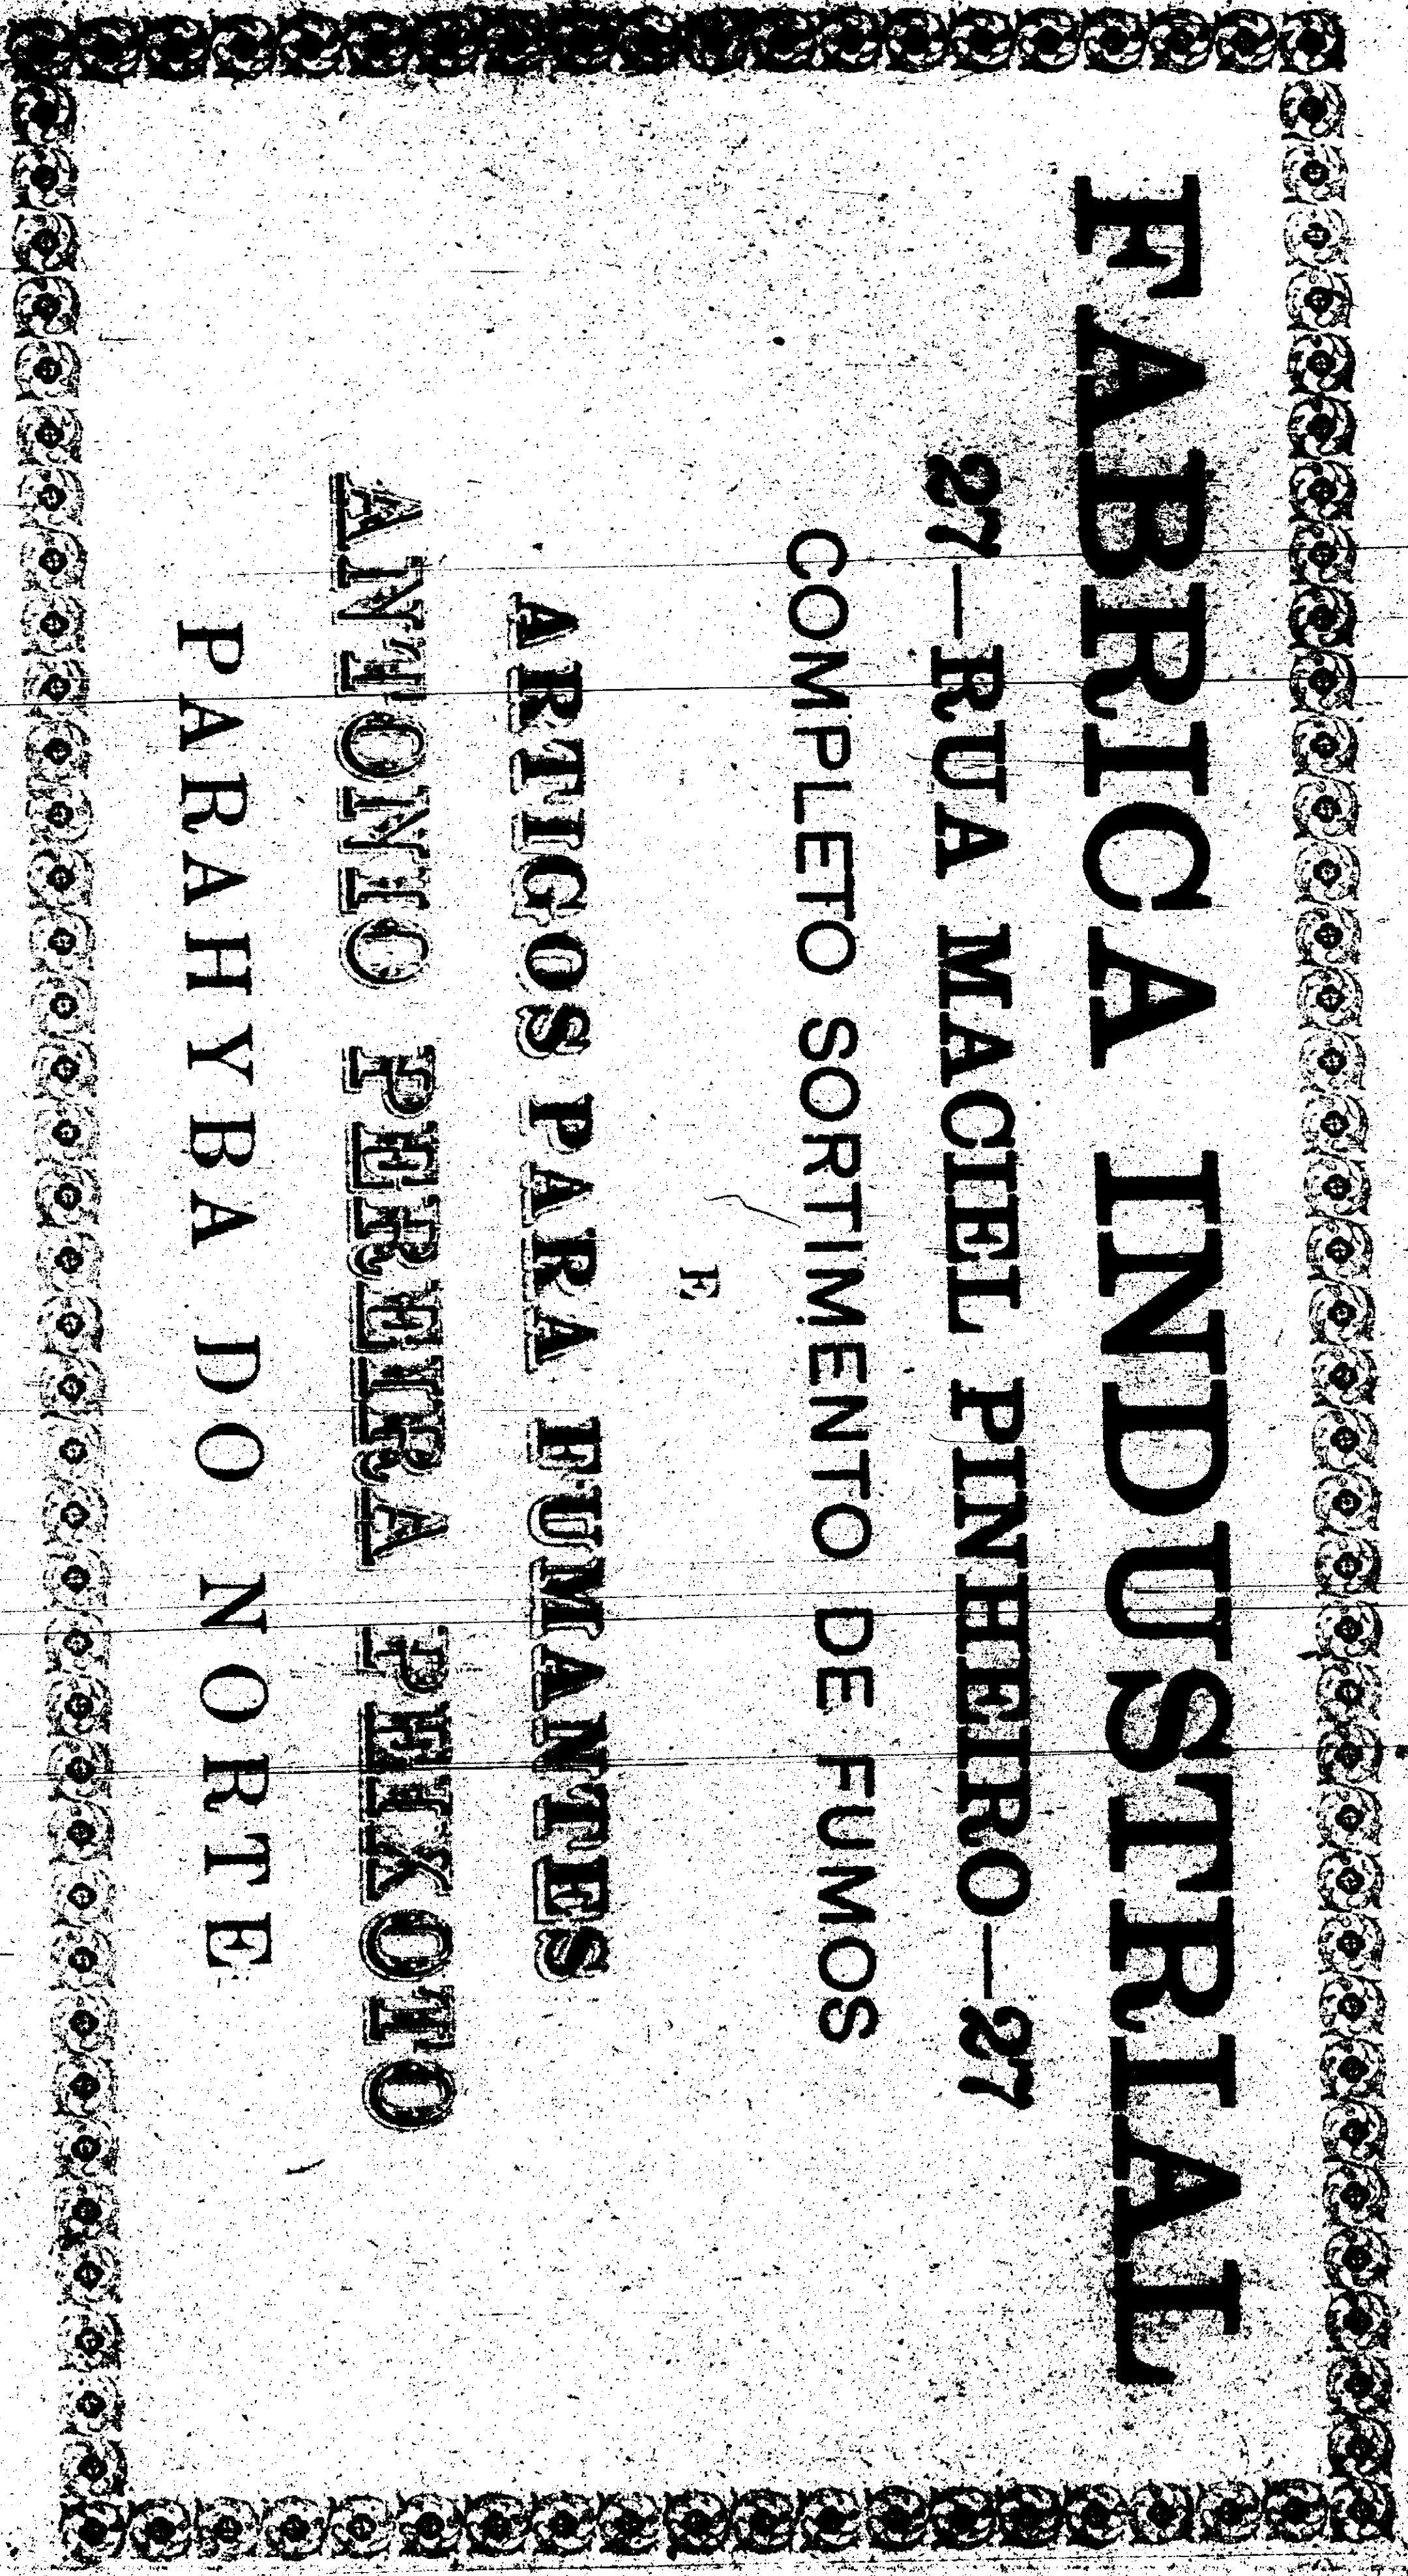 FABRICA INDUSTRIAL
27—RUA MACIEL PINHEIRO—27
COMPLETO SORTIMENTO DE FUMOS
E
ARTIGOS PARA FUMANTES
ANTONIO PEREIRA PEIXOTO
PARAHYBA DO NORTE